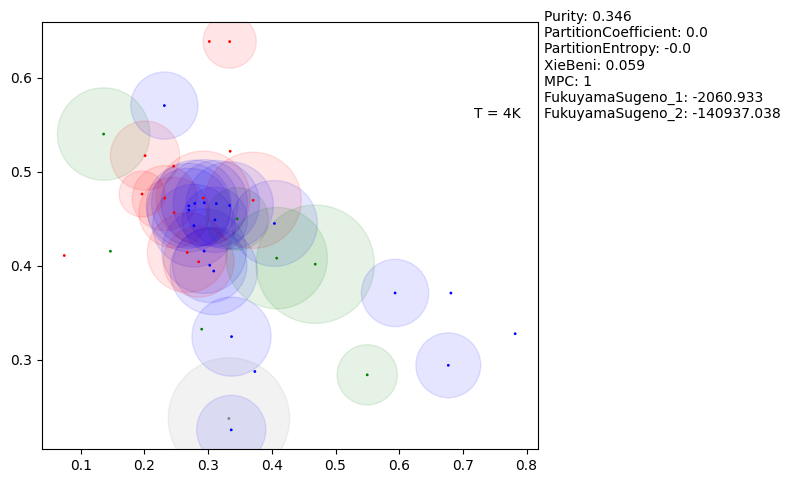 Purity: 0.346
PartitionCoefficient: 0.0
PartitionEntropy: -0.0
XieBeni: 0.059
MPC: 1
FukuyamaSugeno_1: -2060.933
FukuyamaSugeno_2: -140937.038
T = 4K
0.6
0.5
0.4
0.3
0.1 0.2 0.3 0.4 0.5 0.6 0.7 0.8